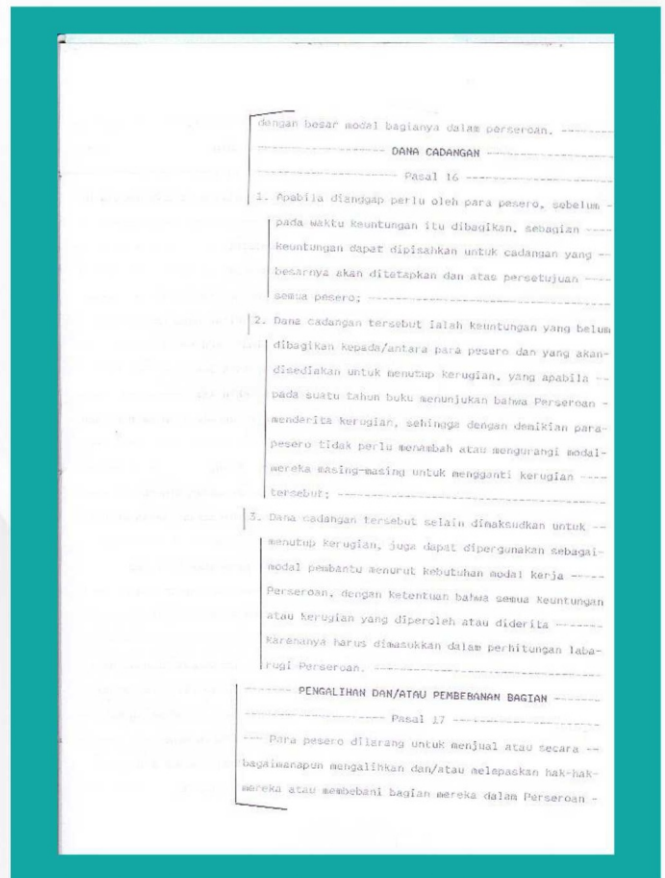 dengan besar modal bagianya dalam perseroan. --------
------------------ DANA CADANGAN ------------------
--------------------- Pasal 16 ---------------------
1. Apabila dianggap perlu oleh para pesero, sebelum -
pada waktu keuntungan itu dibagikan, sebagian ----
keuntungan dapat dipisahkan untuk cadangan yang --
besarnya akan ditetapkan dan atas persetujuan ----
semua pesero; ------------------------------------
2. Dana cadangan tersebut ialah keuntungan yang belum
dibagikan kepada/antara para pesero dan yang akan-
disediakan untuk menutup kerugian, yang apabila --
pada suatu tahun buku menunjukan bahwa Perseroan -
menderita kerugian, sehingga dengan demikian para-
pesero tidak perlu menambah atau mengurangi modal-
mereka masing-masing untuk mengganti kerugian ----
tersebut; ----------------------------------------
3. Dana cadangan tersebut selain dimaksudkan untuk --
menutup kerugian, juga dapat dipergunakan sebagai-
modal pembantu menurut kebutuhan modal kerja -----
Perseroan, dengan ketentuan bahwa semua Keuntungan
atau kerugian yang diperoleh atau diderita -------
Karenanya harus dimasukkan dalam perhitungan laba-
rugi Perseroan. ----------------------------------
------- PENGALIHAN DAN/ATAU PEMBEBANAN BAGIAN ------
--------------------- Pasal 17 ---------------------
--- Para pesero dilarang untuk menjual atau secara --
bagaimanapun mengalihkan dan/atau melepaskan hak-hak-
mereka atau membebani bagian mereka dalam Perseroan -